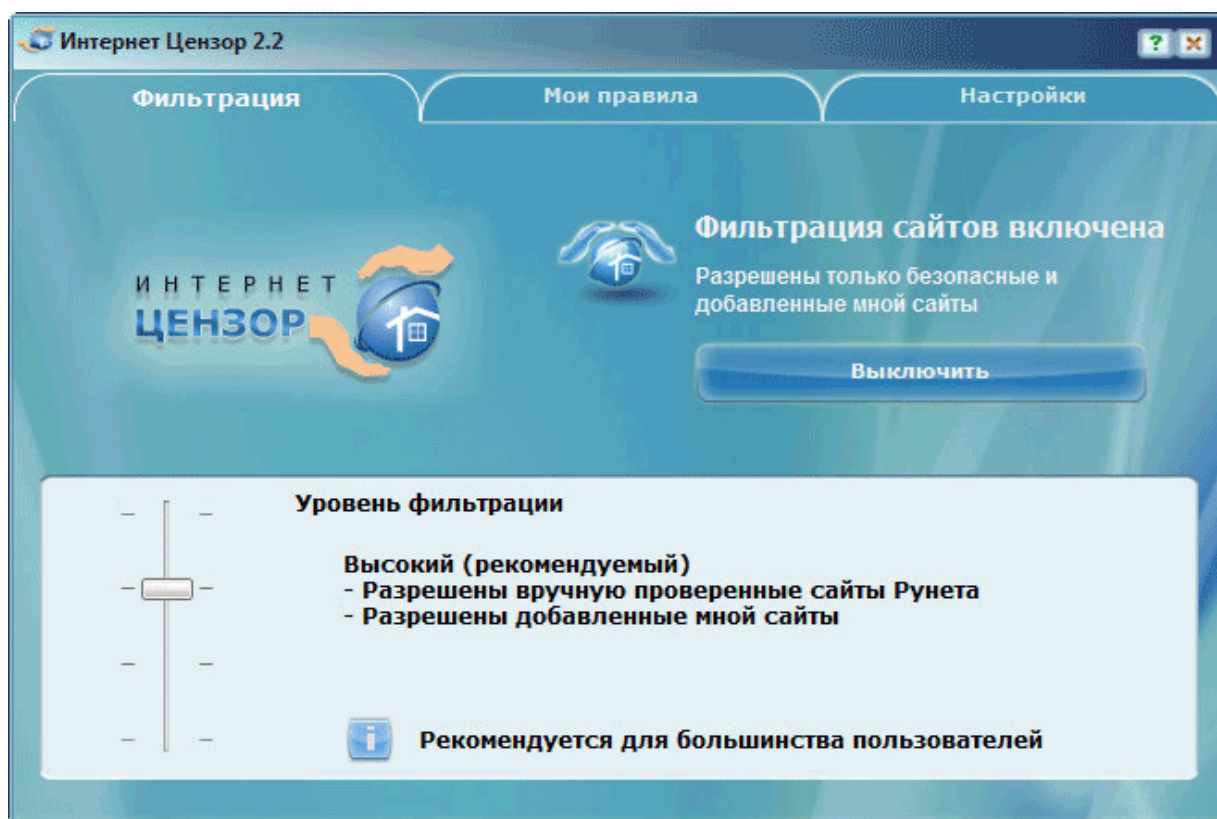 Интернет Цензор 2.2
?
Фильтрация
Мои правила
Настройки
ИНТЕРНЕТ
ЦЕНЗОР
Фильтрация сайтов включена
Разрешены только безопасные и
добавленные мной сайты
Выключить
Уровень фильтрации
Высокий (рекомендуемый)
- Разрешены вручную проверенные сайты Рунета
- Разрешены добавленные мной сайты
i
Рекомендуется для большинства пользователей